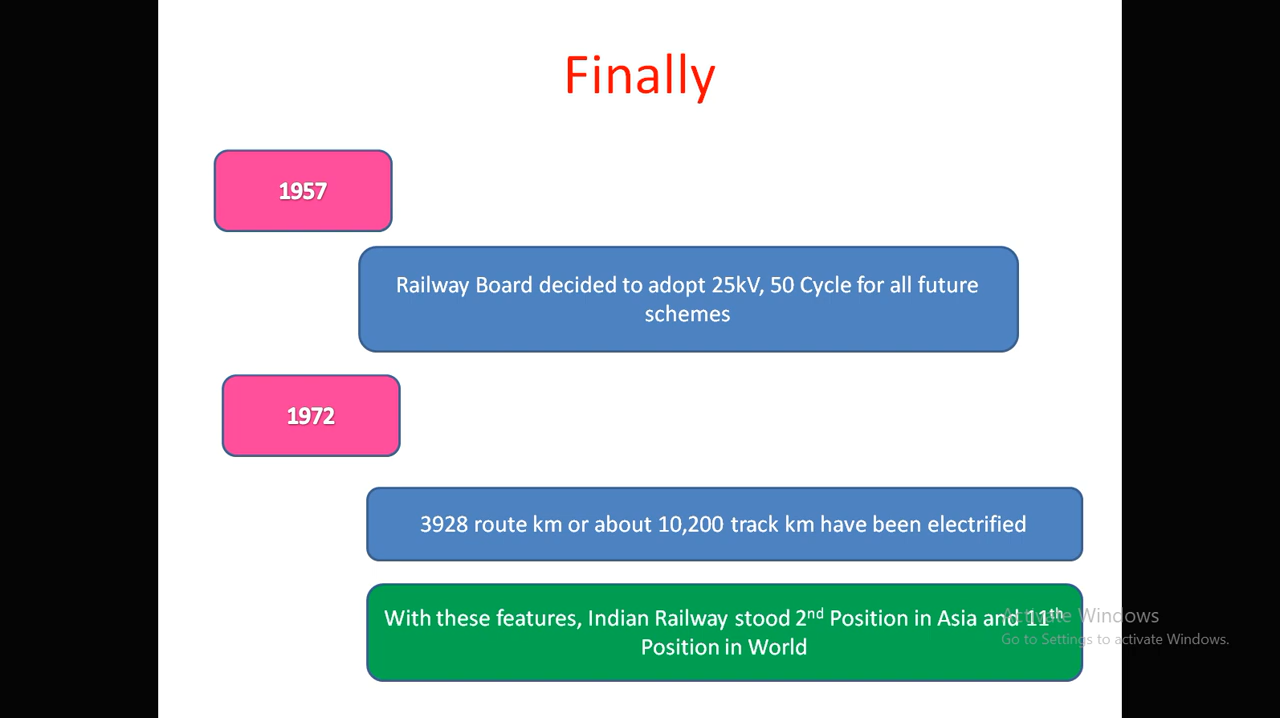 Finally
1957
Railway Board decided to adopt 25kV, 50 Cycle for all future
schemes
1972
3928 route km or about 10,200 track km have been electrified
With these features, Indian Railway stood 2nd Position in Asia and 11th
Position in World
Activate Windows
Go to Settings to activate Windows.